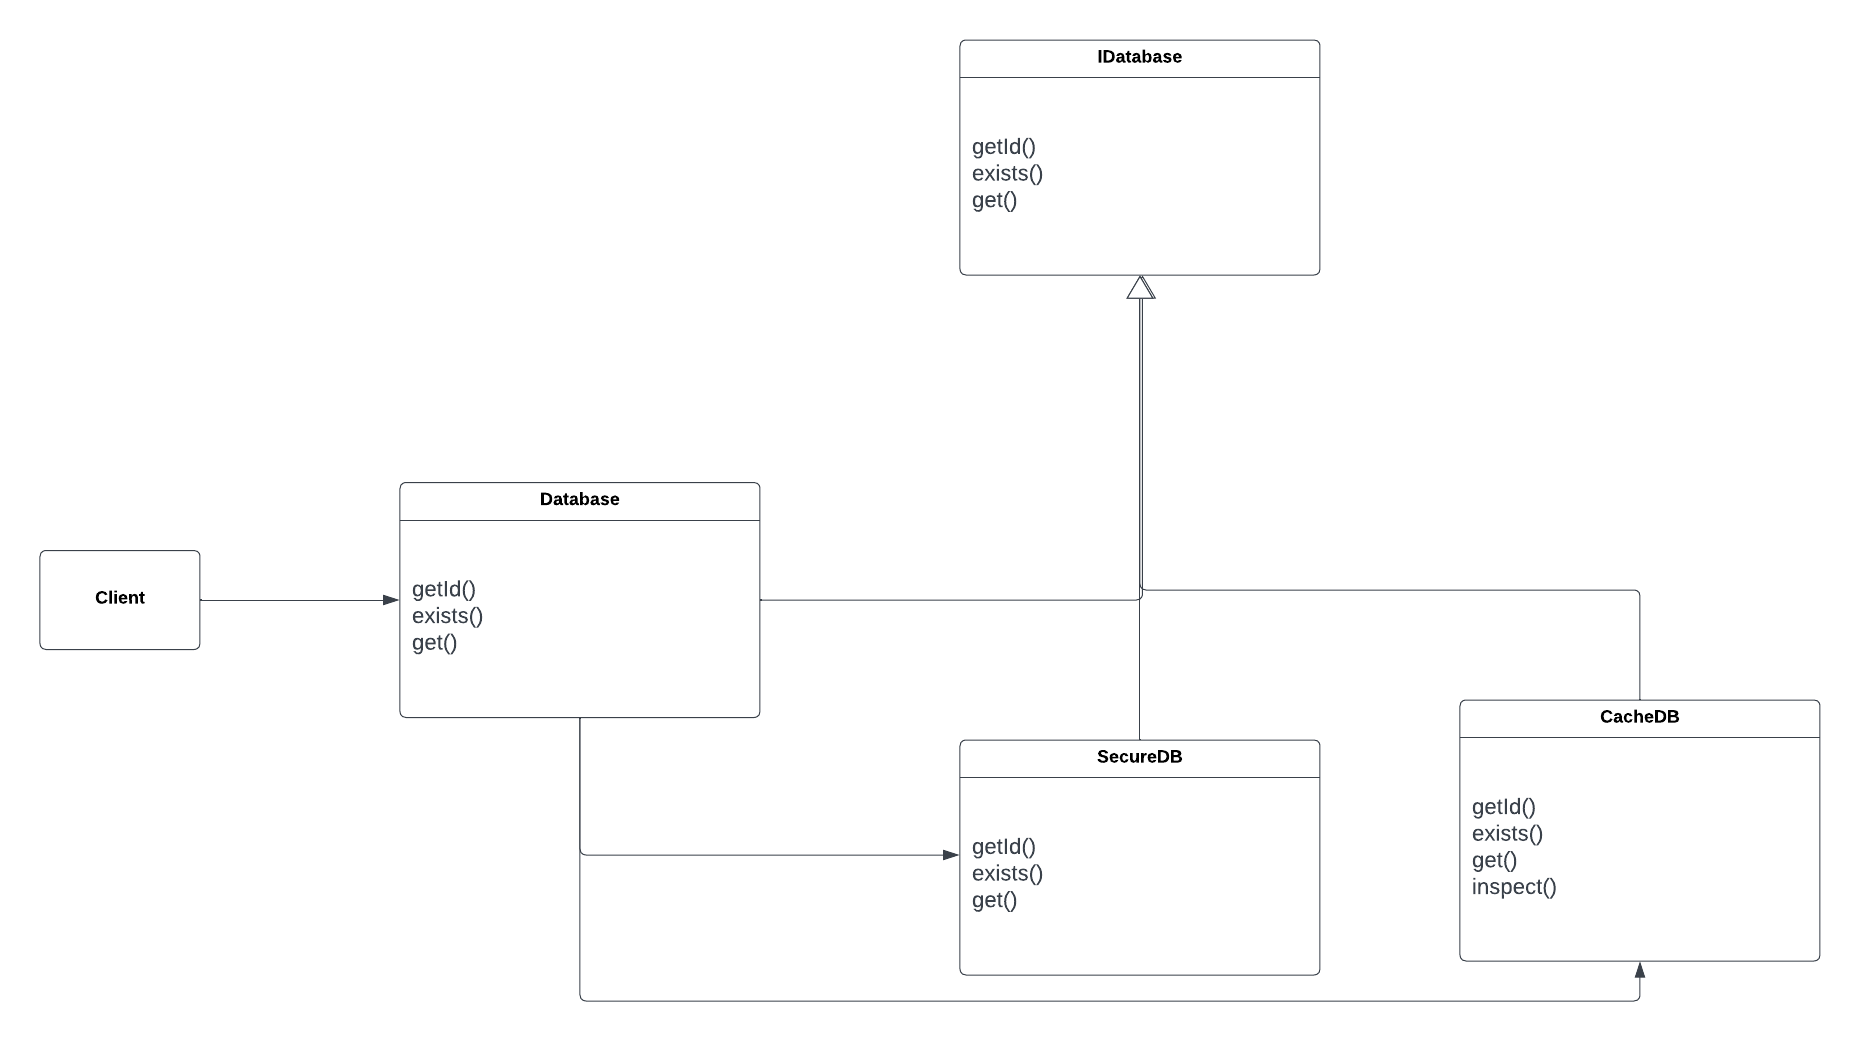 IDatabase
getId()
exists()
get()
Database
getId()
exists()
get()
Client
SecureDB
getId()
exists()
get()
CacheDB
getId()
exists()
get()
inspect()